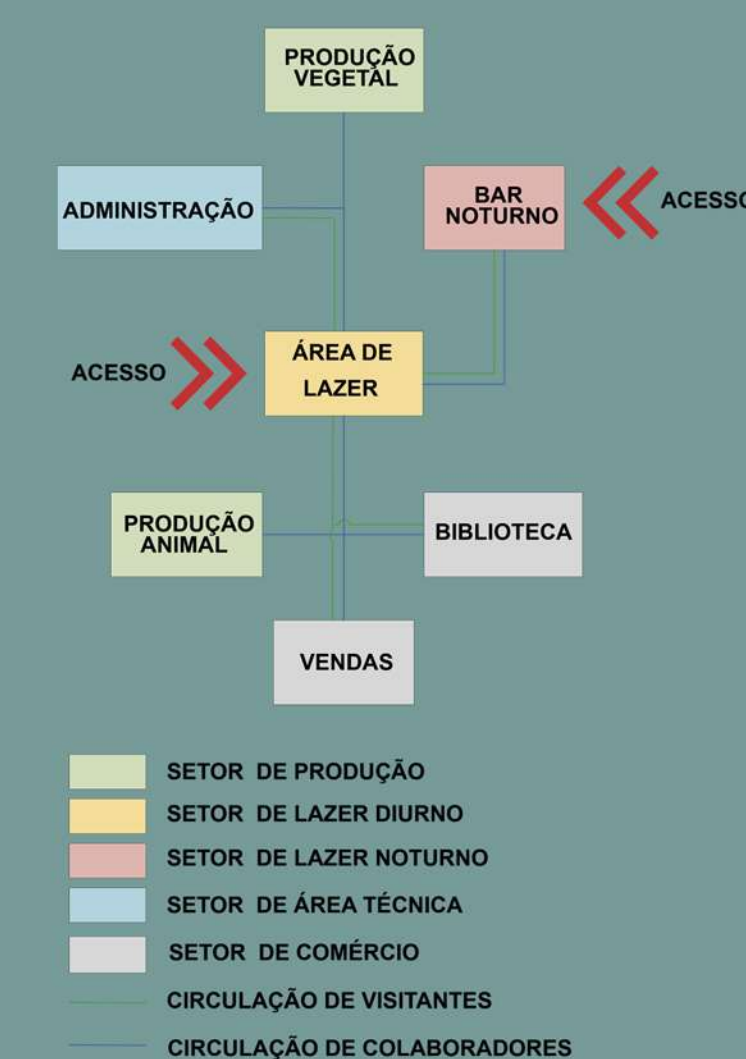 PRODUÇÃO
VEGETAL
ADMINISTRAÇÃO
BAR
NOTURNO
ACESSO
ÁREA DE
LAZER
ACESSO
PRODUÇÃO
ANIMAL
BIBLIOTECA
VENDAS
SETOR DE PRODUÇÃO
SETOR DE LAZER DIURNO
SETOR DE LAZER NOTURNO
SETOR DE ÁREA TÉCNICA
SETOR DE COMÉRCIO
CIRCULAÇÃO DE VISITANTES
CIRCULAÇÃO DE COLABORADORES